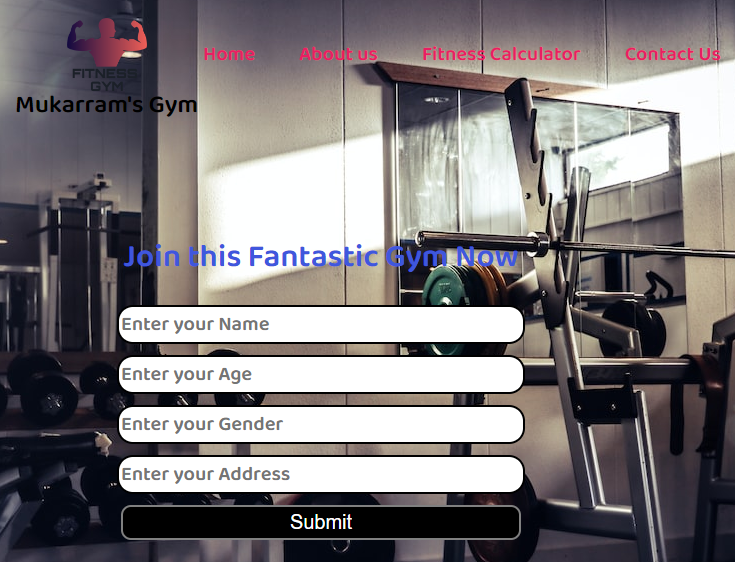 FITNESS
GYM
Mukarram's Gym
Home
About us
Fitness Calculator
Contact Us
Join this Fantastic Gym Now
Enter your Name
Enter your Age
Enter your Gender
Enter your Address
Submit